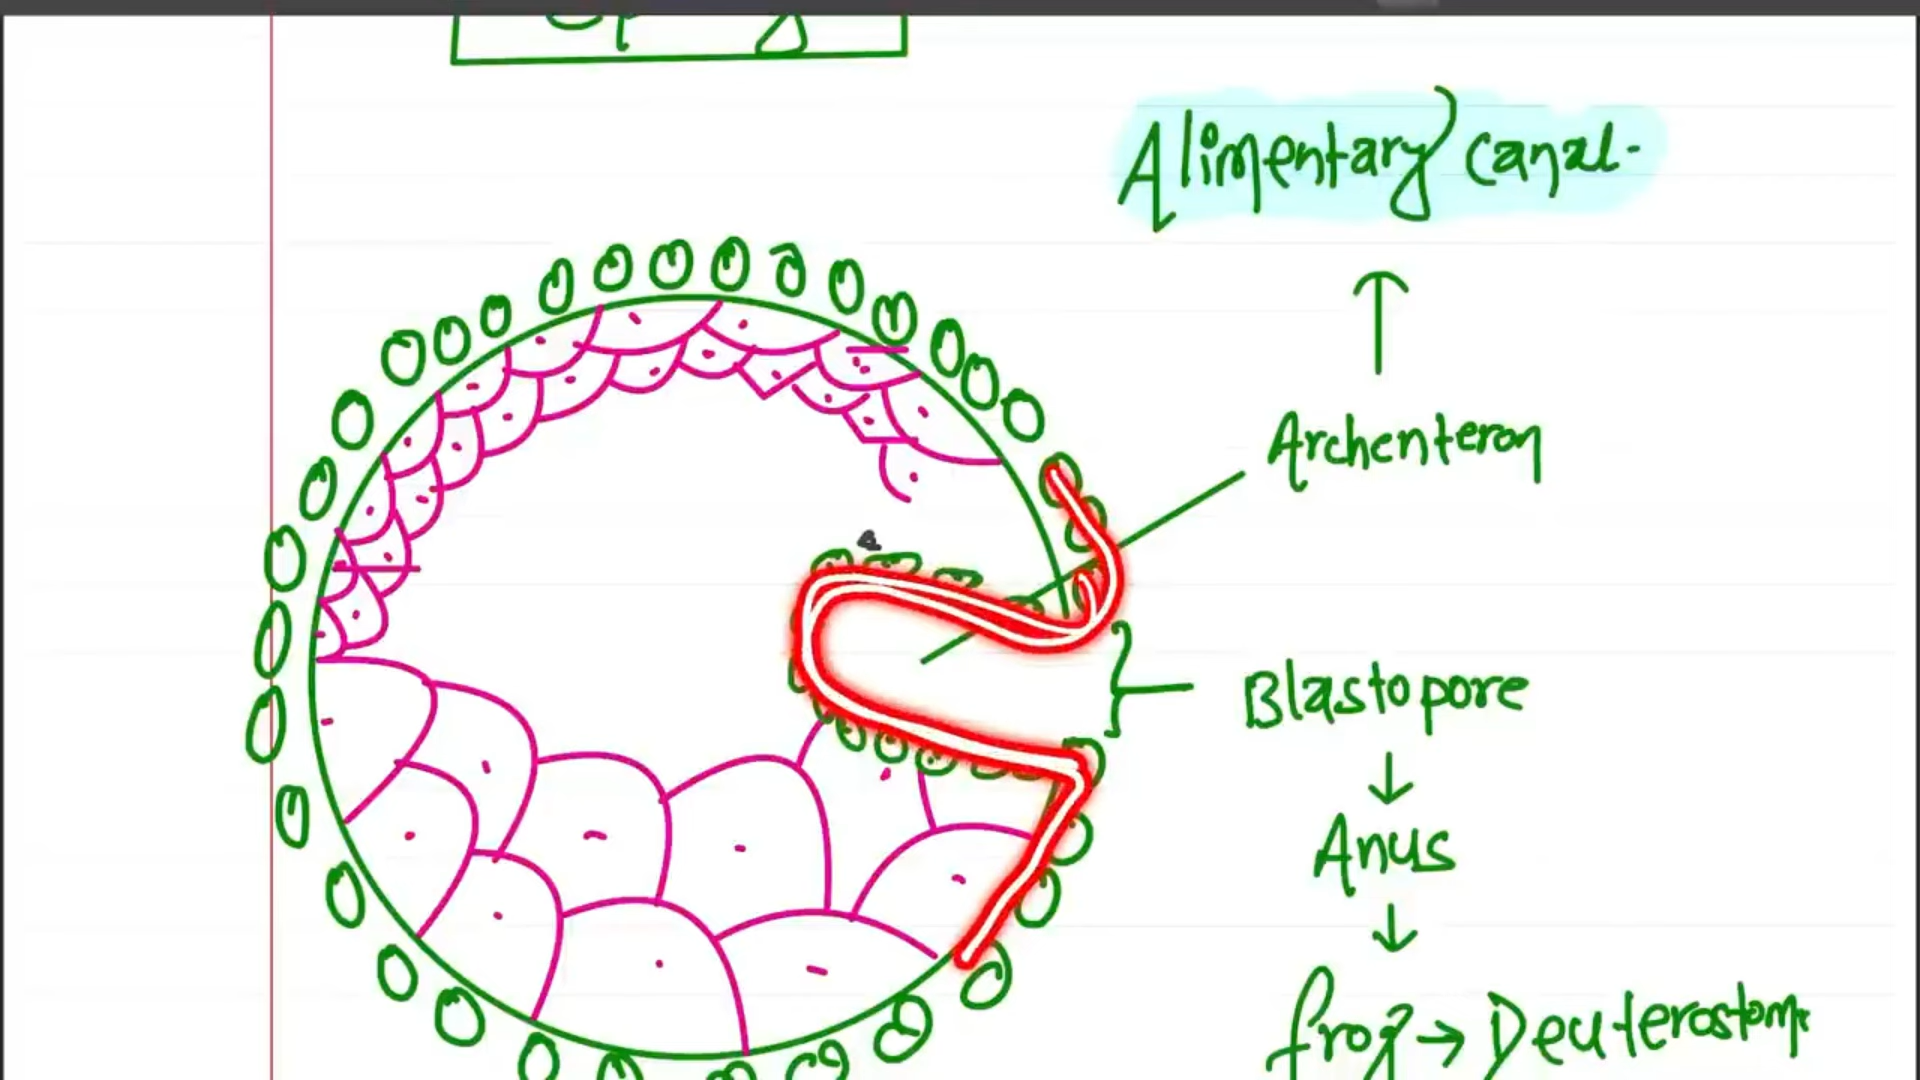 Alimentary canal.
↑
Archenteron
Blastopore
↓
Anus
↓
frog → Deuterostome